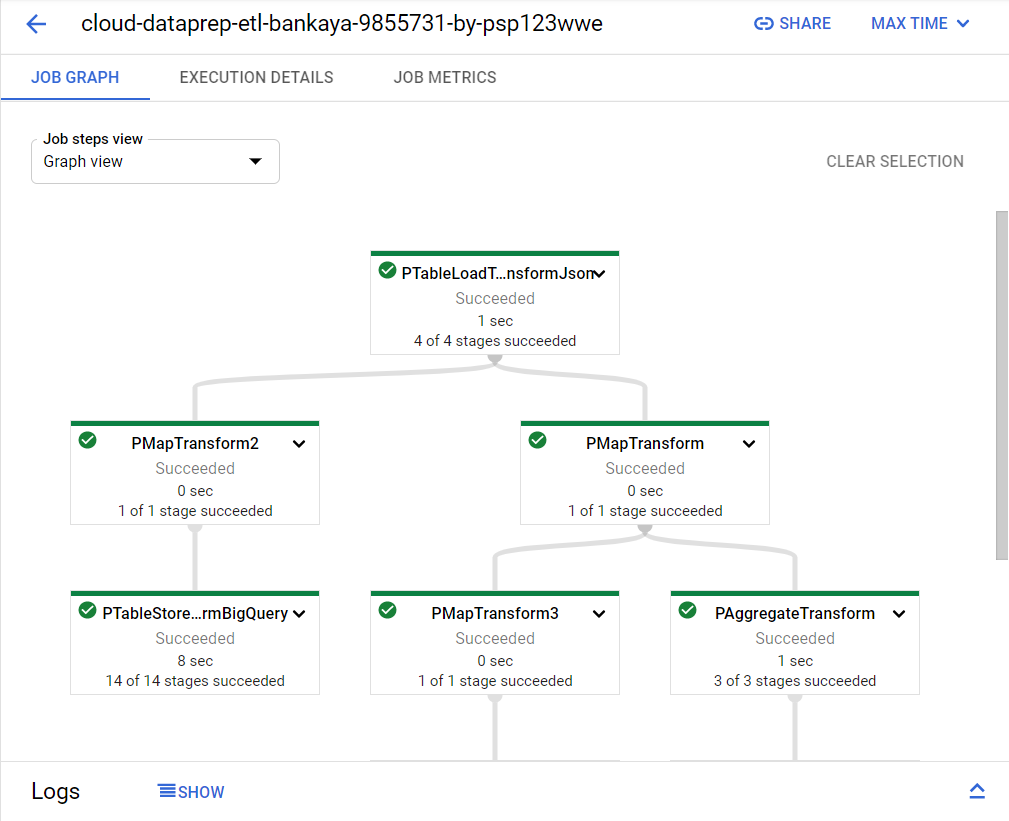 cloud-dataprep-etl-bankaya-9855731-by-psp123wwe
SHARE
MAX TIME
JOB GRAPH
EXECUTION DETAILS
JOB METRICS
Job steps view
Graph view
CLEAR SELECTION
PTableLoadT...nsformJson
Succeeded
1 sec
4 of 4 stages succeeded
PMapTransform2
Succeeded
0 sec
1 of 1 stage succeeded
PMapTransform
Succeeded
0 sec
1 of 1 stage succeeded
PTableStore...rmBigQuery
Succeeded
8 sec
14 of 14 stages succeeded
PMapTransform3
Succeeded
0 sec
1 of 1 stage succeeded
PAggregateTransform
Succeeded
1 sec
3 of 3 stages succeeded
Logs
SHOW